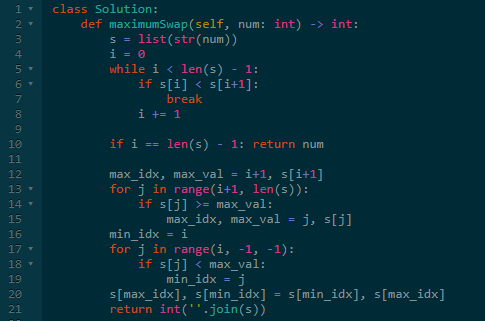 1 class Solution:
2     def maximumSwap(self, num: int) -> int:
3         s = list(str(num))
4         i = 0
5         while i < len(s) - 1:
6             if s[i] < s[i+1]:
7                 break
8             i += 1
9
10         if i == len(s) - 1: return num
11
12         max_idx, max_val = i+1, s[i+1]
13         for j in range(i+1, len(s)):
14             if s[j] >= max_val:
15                 max_idx, max_val = j, s[j]
16         min_idx = i
17         for j in range(i, -1, -1):
18             if s[j] < max_val:
19                 min_idx = j
20         s[max_idx], s[min_idx] = s[min_idx], s[max_idx]
21         return int(''.join(s))